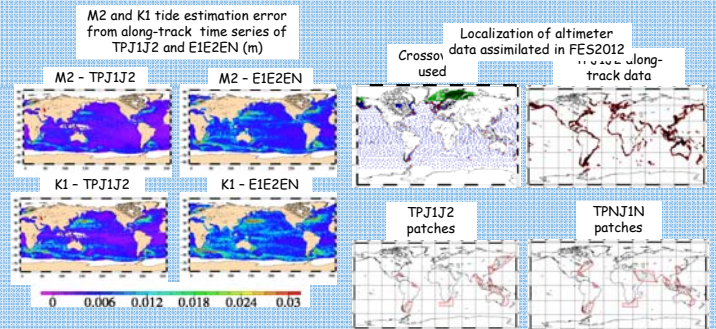 M2 and K1 tide estimation error
from along-track time series of
TPJ1J2 and E1E2EN (m)
M2 – TPJ1J2
M2 – E1E2EN
K1 – TPJ1J2
K1 – E1E2EN
0 0.006 0.012 0.018 0.024 0.03
Localization of altimeter
data assimilated in FES2012
used
along-
track data
TPJ1J2
patches
TPNJ1N
patches